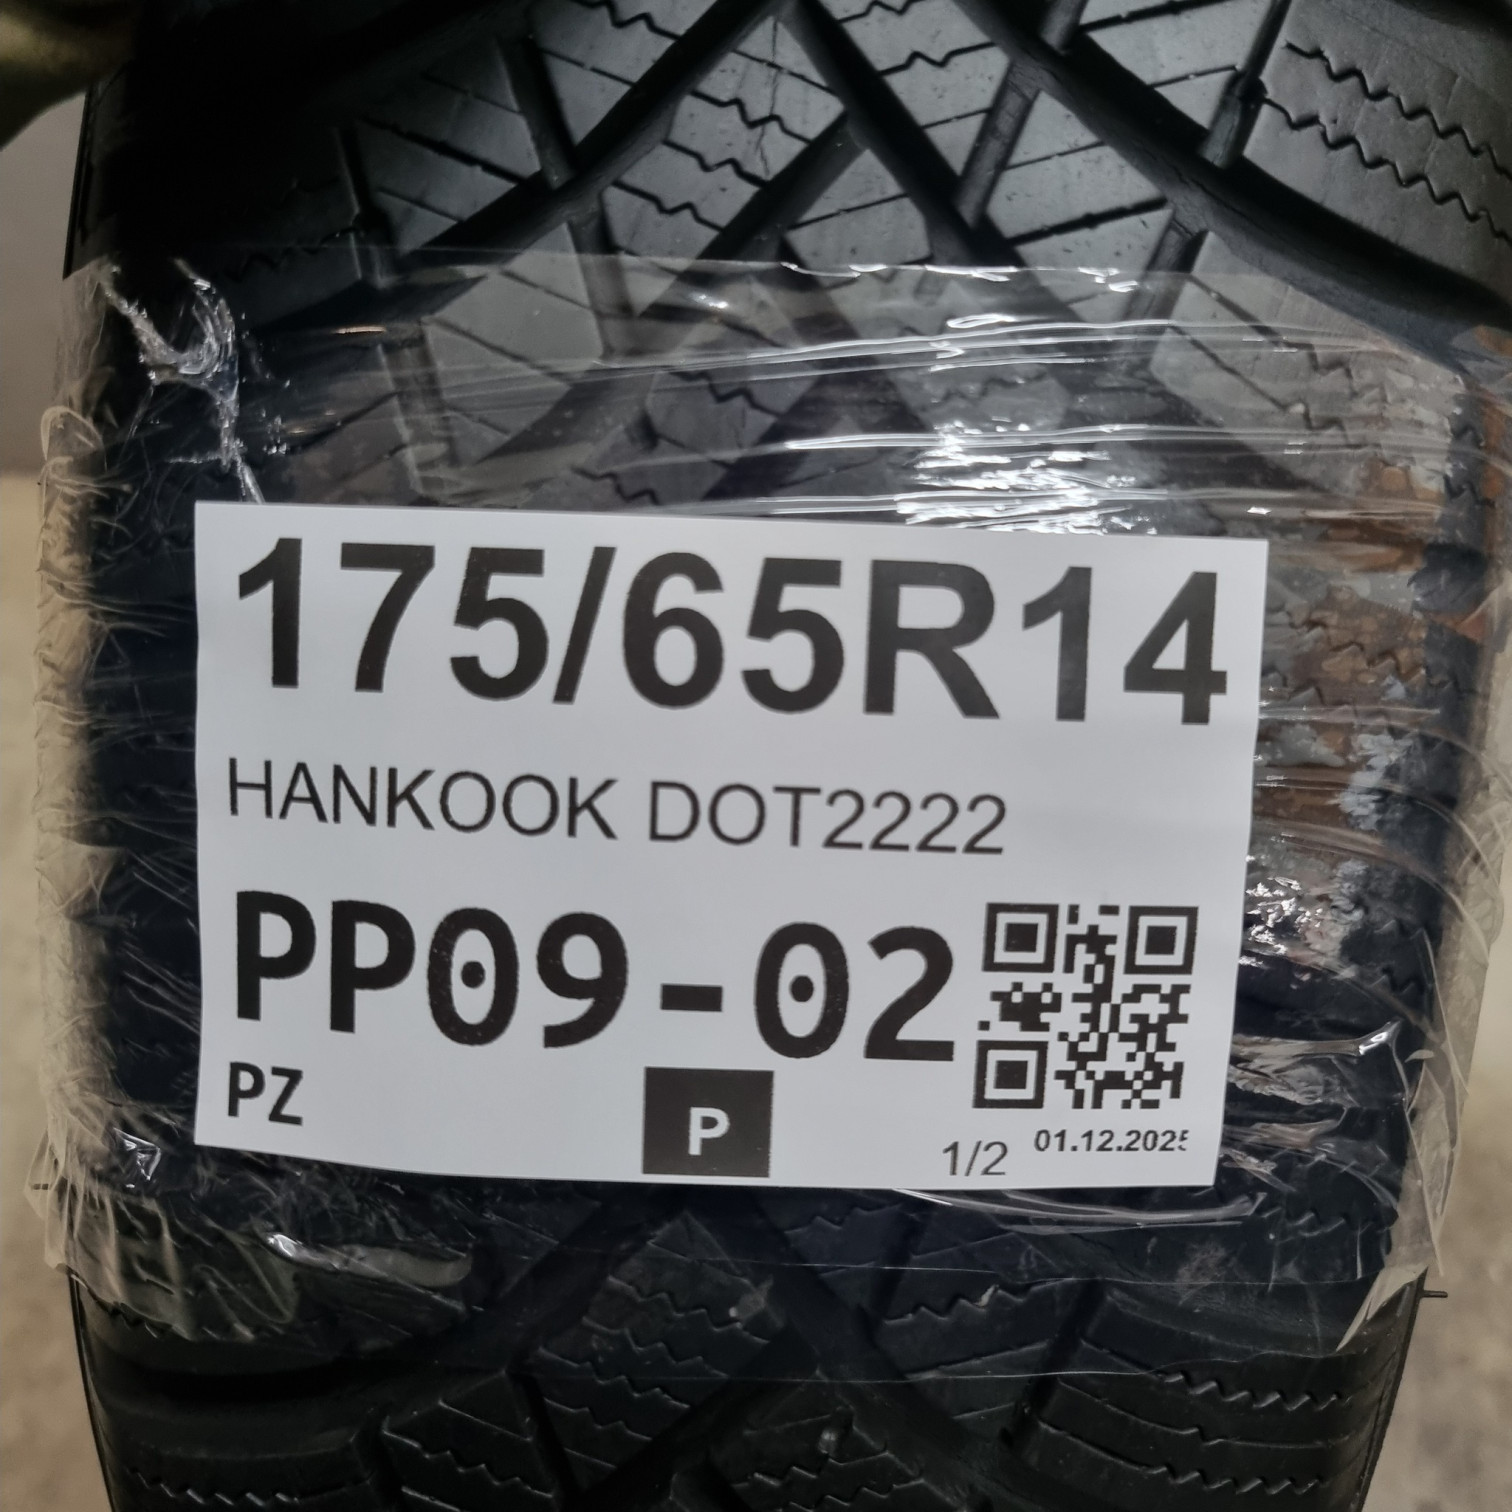 175/65R14
HANKOOK DOT2222
PP09-02
PZ
P
1/2
01.12.2025